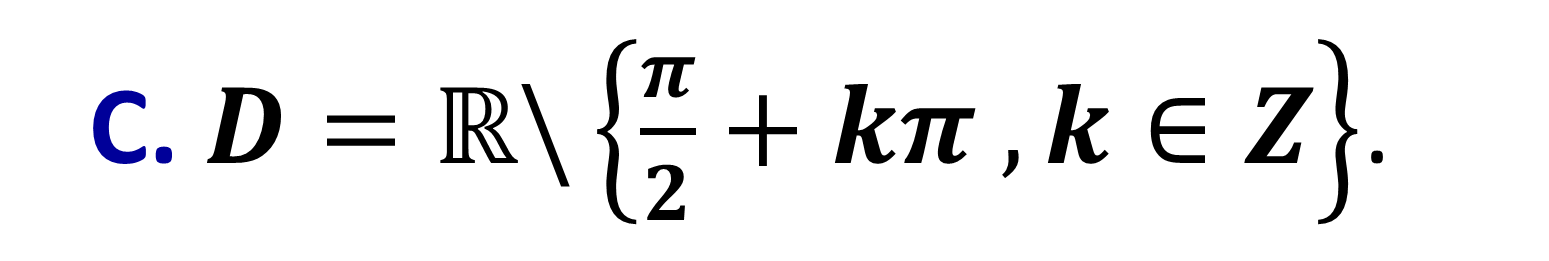 C. D = ℝ\{π/2 + kπ , k ∈ Z}.